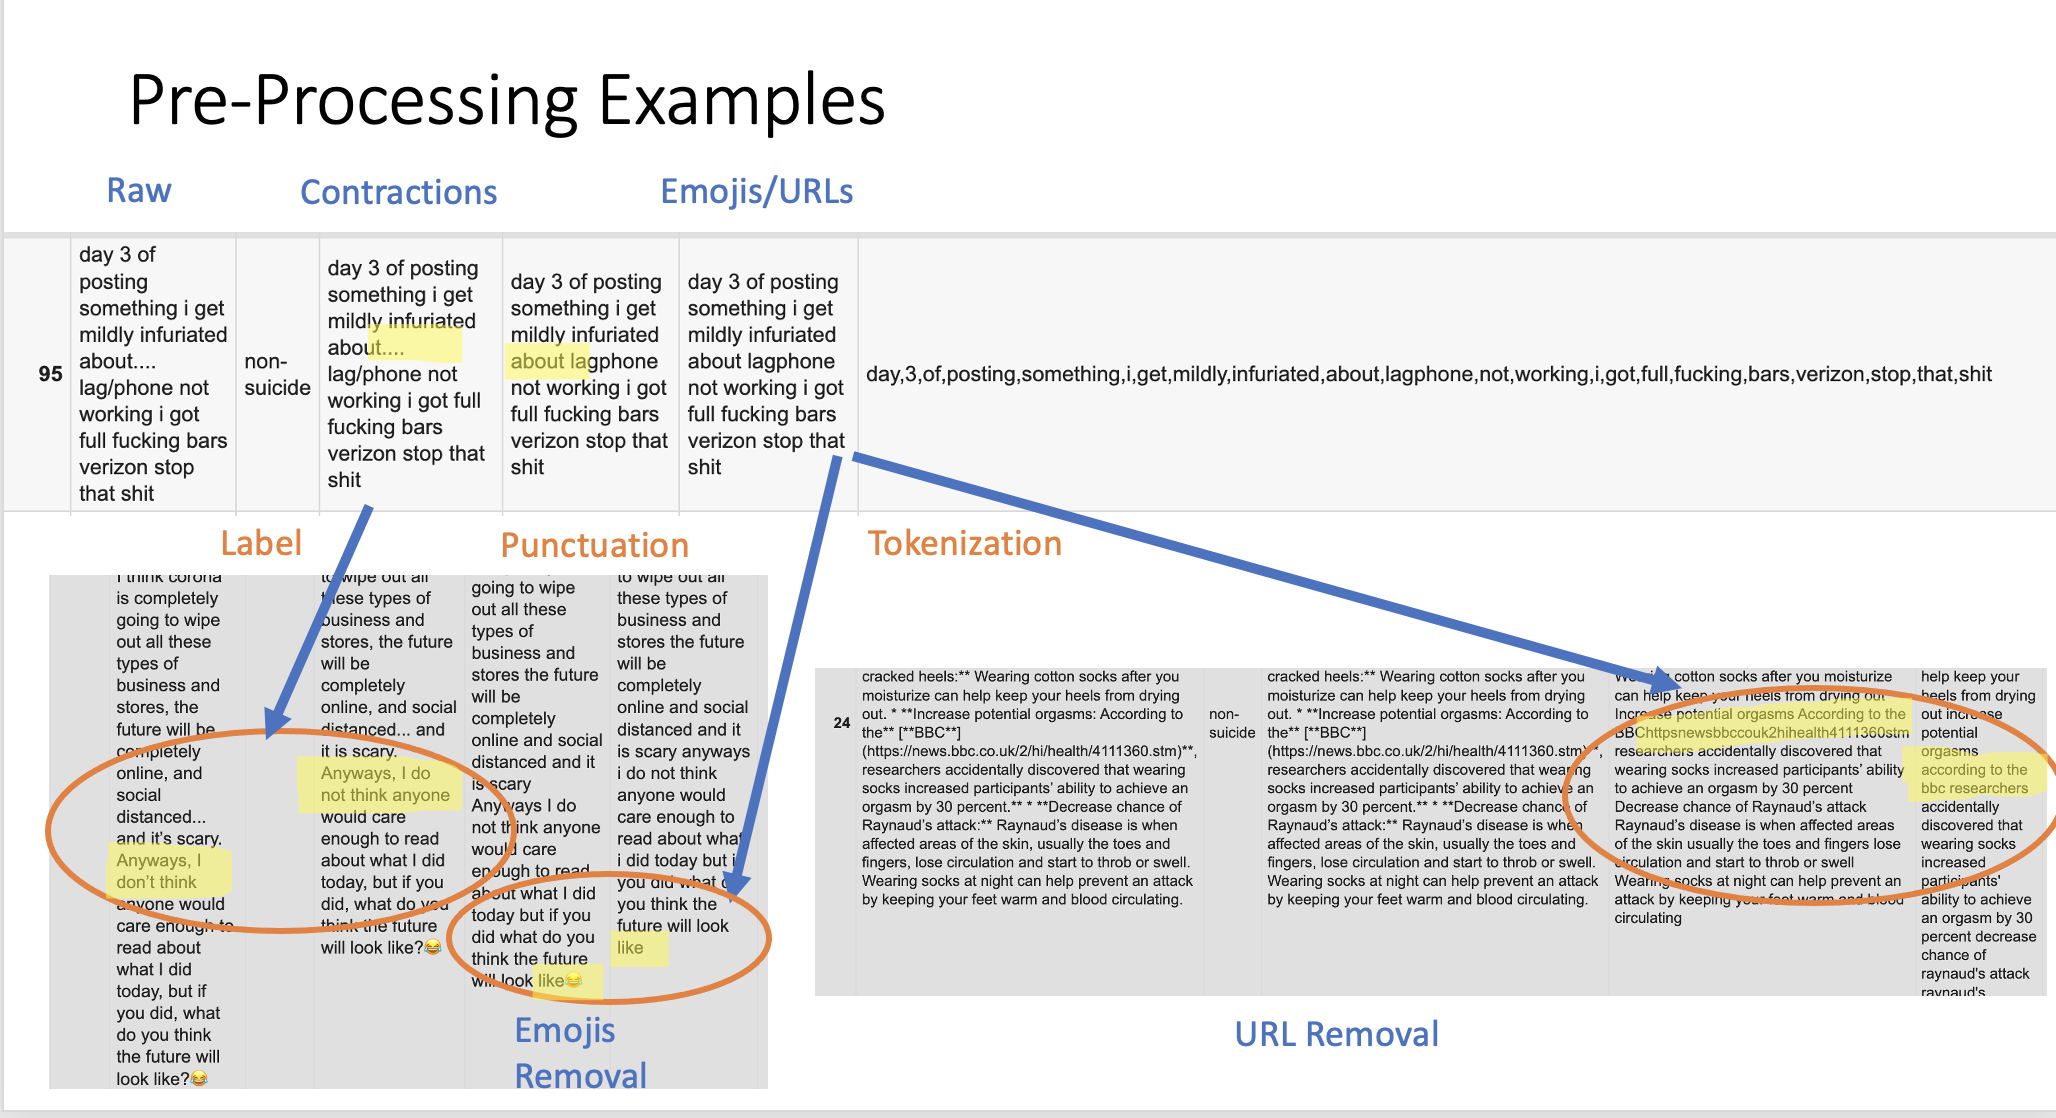 Pre-Processing Examples
Raw
Contractions
Emojis/URLs
95
day 3 of
posting
something i get
mildly infuriated
about....
lag/phone not
working i got
full fucking bars
verizon stop
that shit
non-
suicide
day 3 of posting
something i get
mildly infuriated
about....
lag/phone not
working i got full
fucking bars
verizon stop that
shit
day 3 of posting
something i get
mildly infuriated
about lagphone
not working i got
full fucking bars
verizon stop that
shit
day 3 of posting
something i get
mildly infuriated
about lagphone
not working i got
full fucking bars
verizon stop that
shit
day,3,of,posting,something,i,get,mildly,infuriated,about,lagphone,not,working,i,got,full,fucking,bars,verizon,stop,that,shit
Label
Punctuation
Tokenization
I think corona
is completely
going to wipe
out all these
types of
business and
stores, the
future will be
completely
online, and
social
distanced...
and it's scary.
Anyways, I
don't think
anyone would
care enough to
read about
what I did
today, but if
you did, what
do you think
the future will
look like?😂
to wipe out all
these types of
business and
stores, the future
will be
completely
online, and social
distanced... and
it is scary.
Anyways, I do
not think anyone
would care
enough to read
about what I did
today, but if you
did, what do you
think the future
will look like?😂
going to wipe
out all these
types of
business and
stores the future
will be
completely
online and social
distanced and it
is scary
Anyways I do
not think anyone
would care
enough to read
about what I did
today but if you
did what do you
think the future
will look like😂
to wipe out all
these types of
business and
stores the future
will be
completely
online and social
distanced and it
is scary anyways
i do not think
anyone would
care enough to
read about what
i did today but if
you did what do
you think the
future will look
like
Emojis
Removal
24
cracked heels:** Wearing cotton socks after you
moisturize can help keep your heels from drying
out. * **Increase potential orgasms: According to
the** [**BBC**]
(https://news.bbc.co.uk/2/hi/health/4111360.stm)**,
researchers accidentally discovered that wearing
socks increased participants' ability to achieve an
orgasm by 30 percent.** * **Decrease chance of
Raynaud's attack:** Raynaud's disease is when
affected areas of the skin, usually the toes and
fingers, lose circulation and start to throb or swell.
Wearing socks at night can help prevent an attack
by keeping your feet warm and blood circulating.
non-
suicide
cracked heels:** Wearing cotton socks after you
moisturize can help keep your heels from drying
out. * **Increase potential orgasms: According to
the** [**BBC**]
(https://news.bbc.co.uk/2/hi/health/4111360.stm)**,
researchers accidentally discovered that wearing
socks increased participants' ability to achieve an
orgasm by 30 percent.** * **Decrease chance of
Raynaud's attack:** Raynaud's disease is when
affected areas of the skin, usually the toes and
fingers, lose circulation and start to throb or swell.
Wearing socks at night can help prevent an attack
by keeping your feet warm and blood circulating.
Wearing cotton socks after you moisturize
can help keep your heels from drying out
Increase potential orgasms According to the
BBChttpsnewsbbccouk2hihealth4111360stm
researchers accidentally discovered that
wearing socks increased participants' ability
to achieve an orgasm by 30 percent
Decrease chance of Raynaud's attack
Raynaud's disease is when affected areas
of the skin usually the toes and fingers lose
circulation and start to throb or swell
Wearing socks at night can help prevent an
attack by keeping your feet warm and blood
circulating
help keep your
heels from drying
out increase
potential
orgasms
according to the
bbc researchers
accidentally
discovered that
wearing socks
increased
participants'
ability to achieve
an orgasm by 30
percent decrease
chance of
raynaud's attack
raynaud's
URL Removal